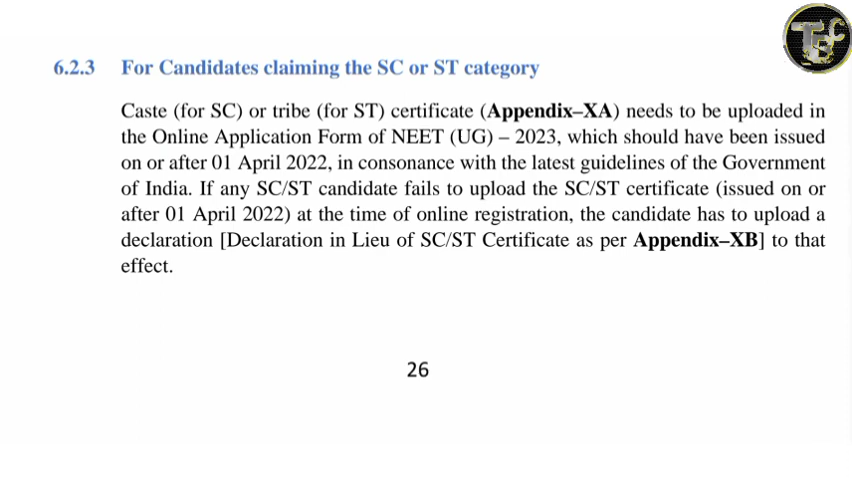 6.2.3 For Candidates claiming the SC or ST category
Caste (for SC) or tribe (for ST) certificate (Appendix–XA) needs to be uploaded in
the Online Application Form of NEET (UG) – 2023, which should have been issued
on or after 01 April 2022, in consonance with the latest guidelines of the Government
of India. If any SC/ST candidate fails to upload the SC/ST certificate (issued on or
after 01 April 2022) at the time of online registration, the candidate has to upload a
declaration [Declaration in Lieu of SC/ST Certificate as per Appendix–XB] to that
effect.
26